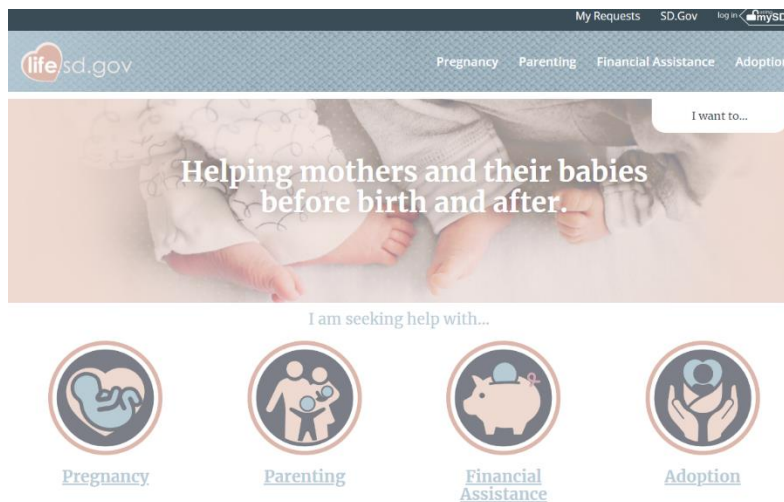 My Requests SD.Gov log in mySD
life sd.gov
Pregnancy Parenting Financial Assistance Adoption
I want to...
Helping mothers and their babies
before birth and after.
I am seeking help with...
Pregnancy Parenting Financial Assistance Adoption